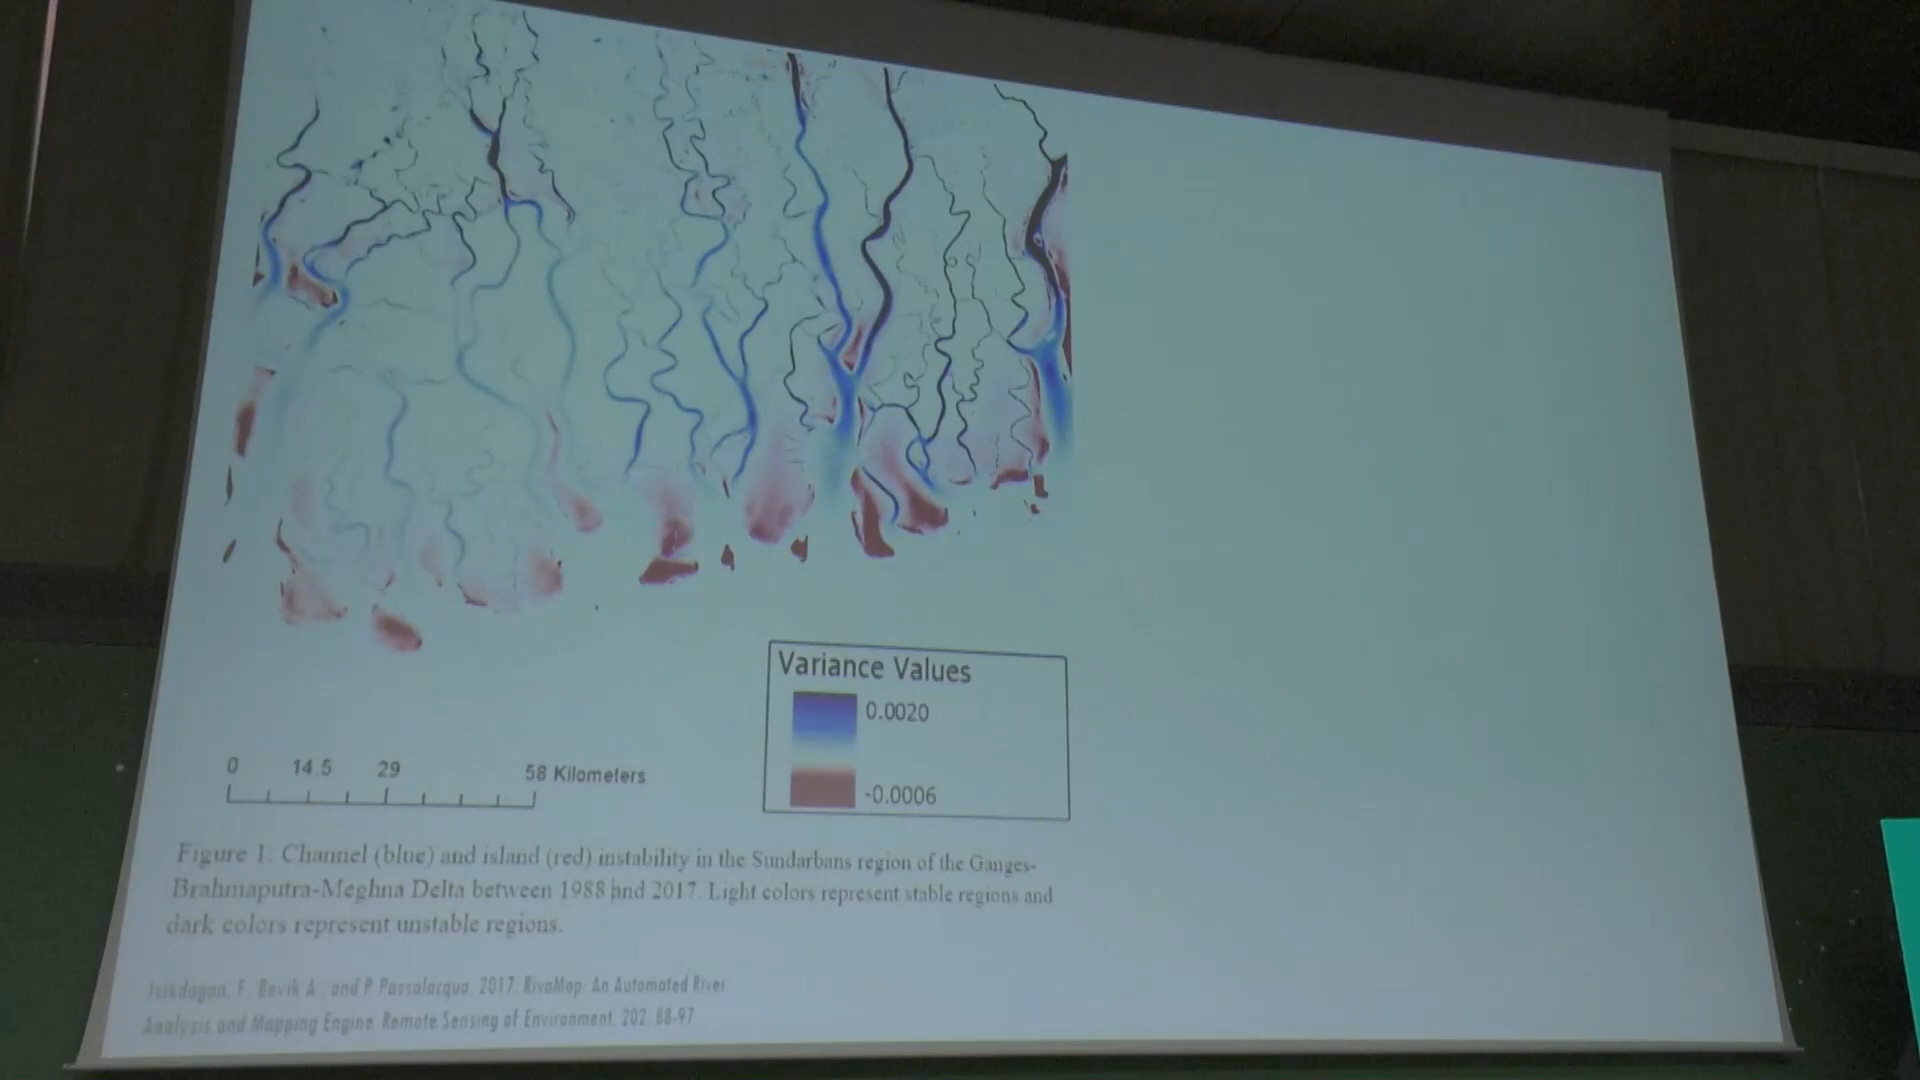 Variance Values
0.0020
-0.0006
0 14.5 29 58 Kilometers
Figure 1. Channel (blue) and island (red) instability in the Sundarbans region of the Ganges-
Brahmaputra-Meghna Delta between 1988 and 2017. Light colors represent stable regions and
dark colors represent unstable regions.
Isikdogan, F., Bovik A., and P. Passalacqua. 2017. RivaMap: An Automated River
Analysis and Mapping Engine. Remote Sensing of Environment. 202. 88-97